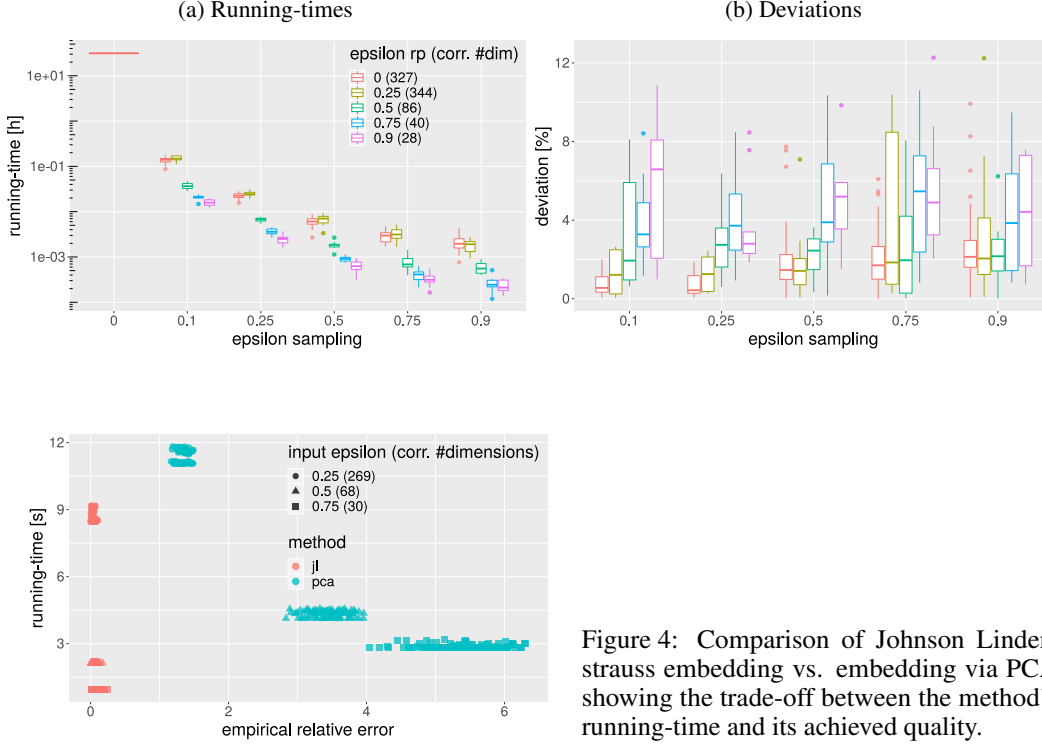 (a) Running-times
(b) Deviations
running-time [h]
1e+01
1e-01
1e-03
epsilon rp (corr. #dim)
0 (327)
0.25 (344)
0.5 (86)
0.75 (40)
0.9 (28)
0
0.1
0.25
0.5
0.75
0.9
epsilon sampling
deviation [%]
12
8
4
0
0.1
0.25
0.5
0.75
0.9
epsilon sampling
running-time [s]
12
9
6
3
input epsilon (corr. #dimensions)
0.25 (269)
0.5 (68)
0.75 (30)
method
jl
pca
0
2
4
6
empirical relative error
Figure 4: Comparison of Johnson Linden
strauss embedding vs. embedding via PCA
showing the trade-off between the method'
running-time and its achieved quality.